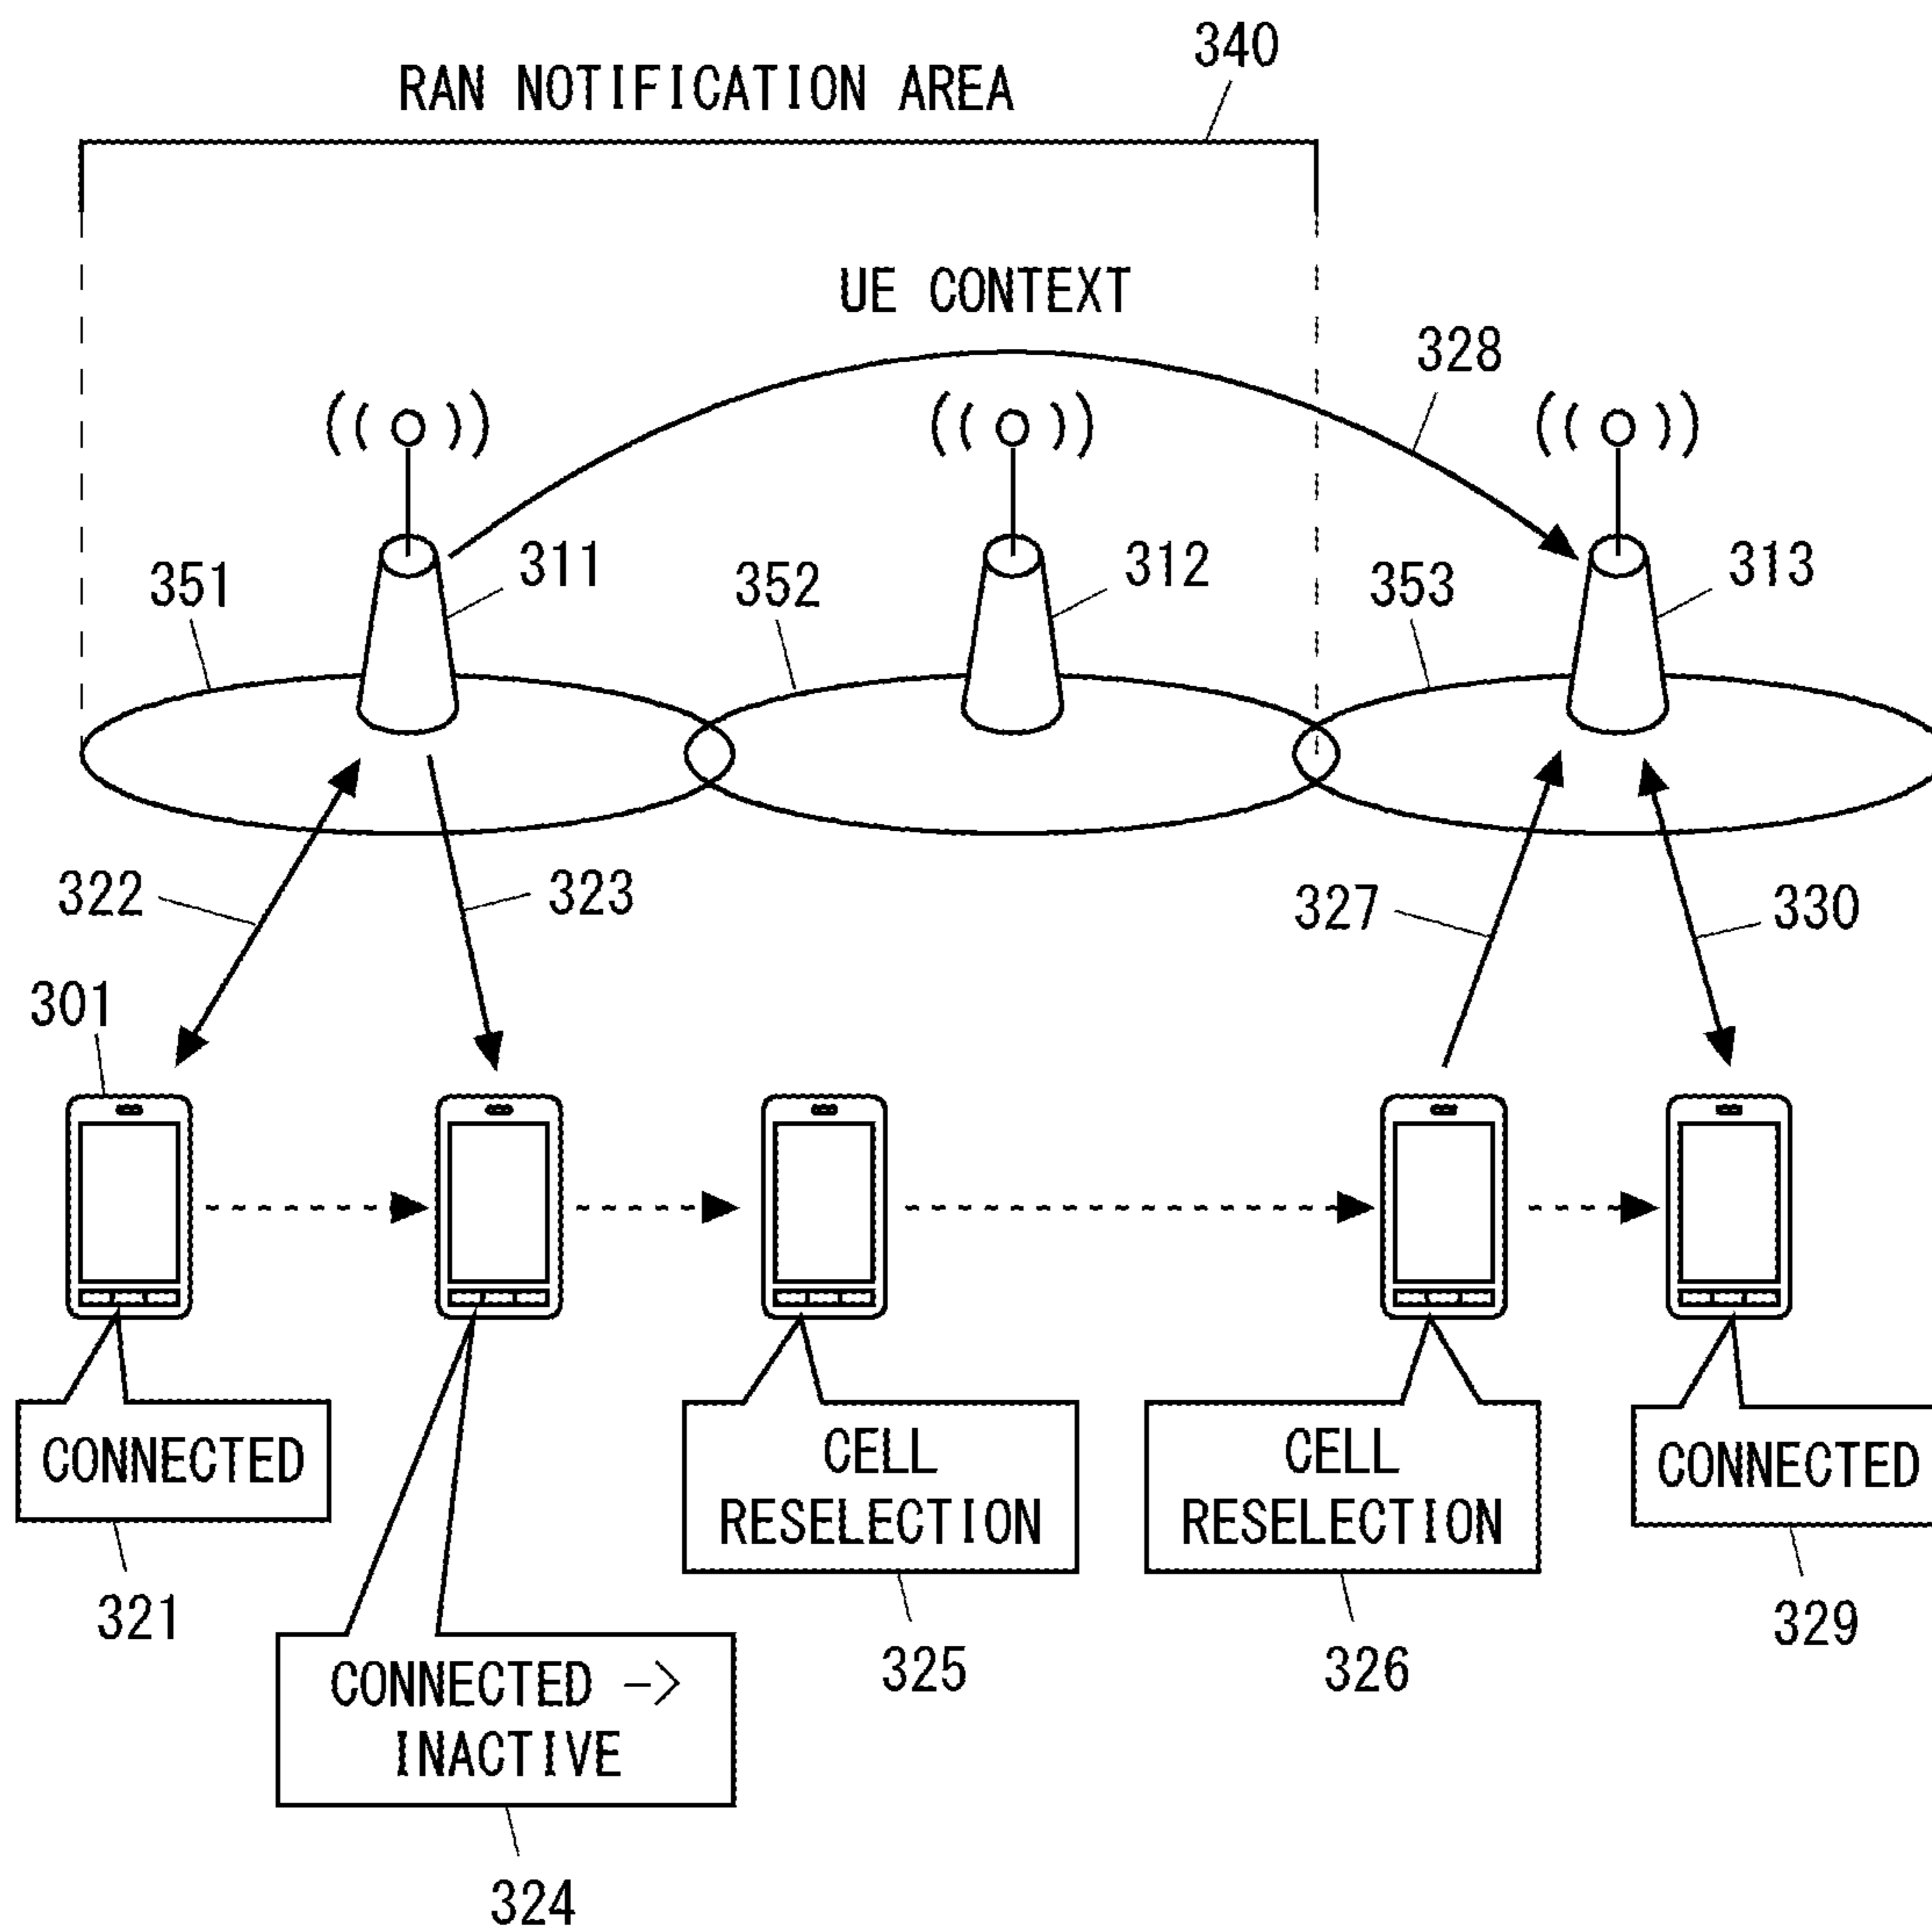 340
RAN NOTIFICATION AREA
UE CONTEXT
328
311
312
313
351
352
353
322
323
327
330
301
CONNECTED
CELL
RESELECTION
CELL
RESELECTION
CONNECTED
321
325
326
329
CONNECTED ->
INACTIVE
324